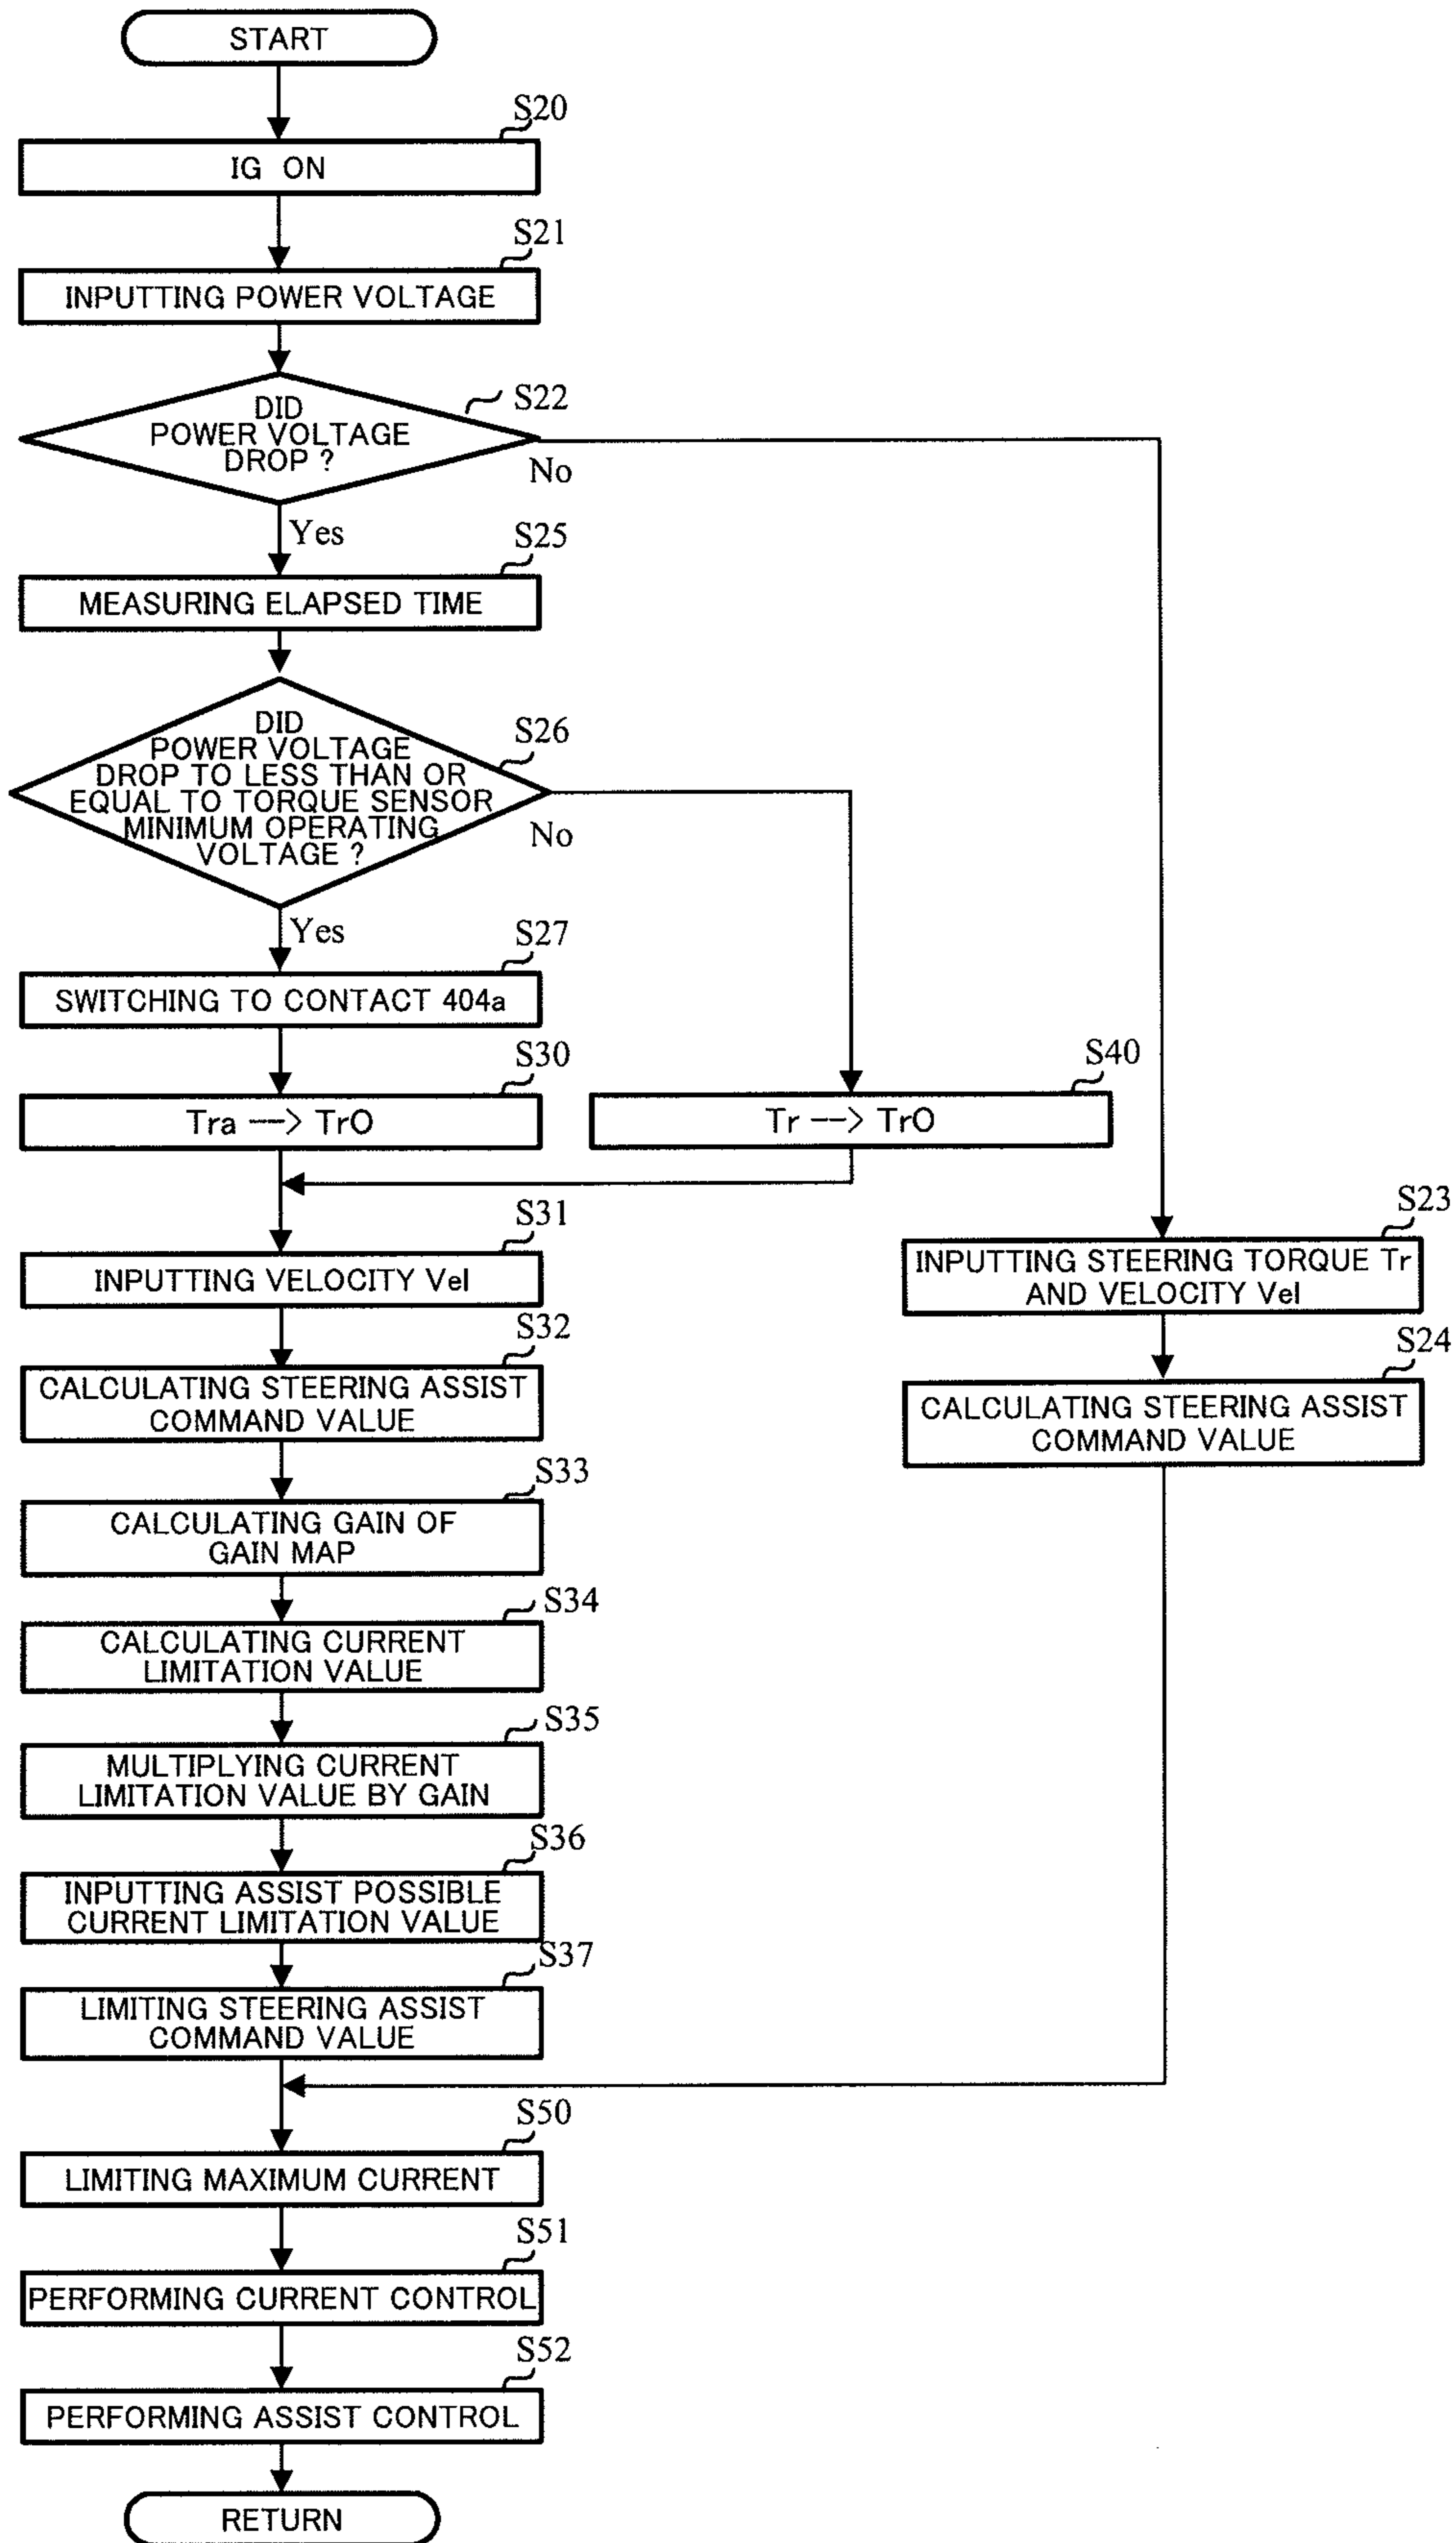 START
S20
IG ON
S21
INPUTTING POWER VOLTAGE
S22
DID
POWER VOLTAGE
DROP ?
No
Yes
S25
MEASURING ELAPSED TIME
S26
DID
POWER VOLTAGE
DROP TO LESS THAN OR
EQUAL TO TORQUE SENSOR
MINIMUM OPERATING
VOLTAGE ?
No
Yes
S27
SWITCHING TO CONTACT 404a
S30
Tra --> TrO
S40
Tr --> TrO
S31
INPUTTING VELOCITY Vel
S23
INPUTTING STEERING TORQUE Tr
AND VELOCITY Vel
S32
CALCULATING STEERING ASSIST
COMMAND VALUE
S24
CALCULATING STEERING ASSIST
COMMAND VALUE
S33
CALCULATING GAIN OF
GAIN MAP
S34
CALCULATING CURRENT
LIMITATION VALUE
S35
MULTIPLYING CURRENT
LIMITATION VALUE BY GAIN
S36
INPUTTING ASSIST POSSIBLE
CURRENT LIMITATION VALUE
S37
LIMITING STEERING ASSIST
COMMAND VALUE
S50
LIMITING MAXIMUM CURRENT
S51
PERFORMING CURRENT CONTROL
S52
PERFORMING ASSIST CONTROL
RETURN